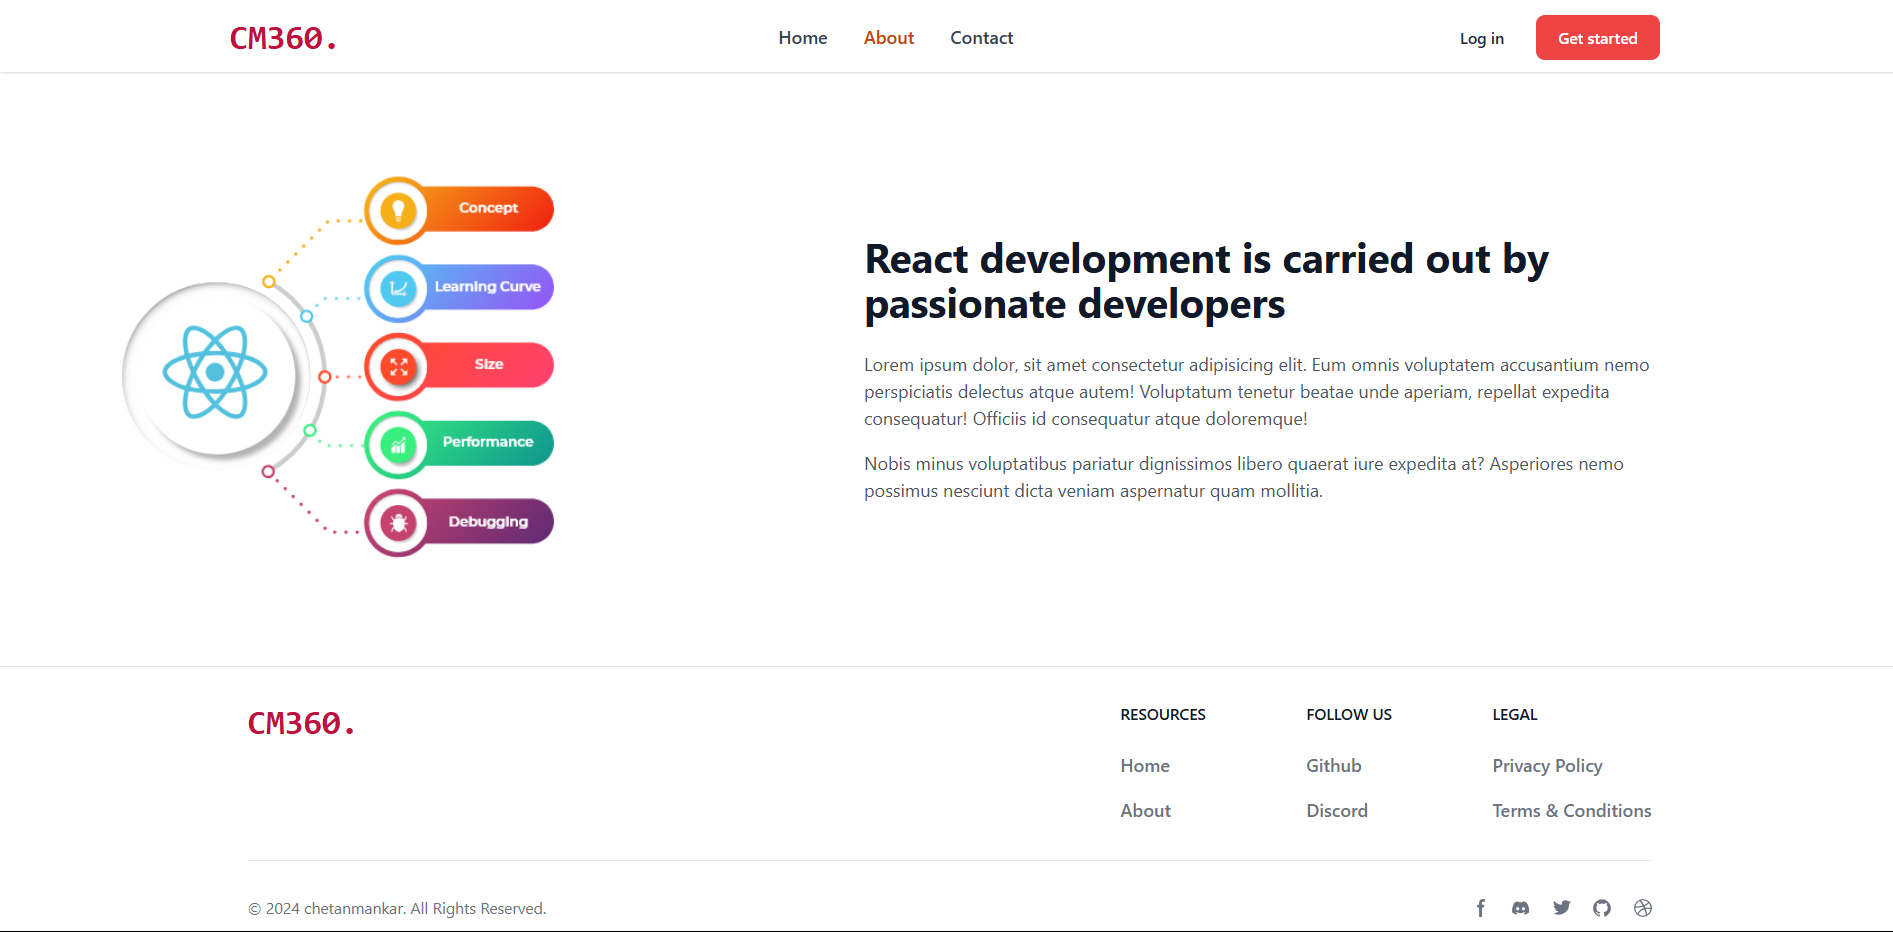 CM360.
Home About Contact
Log in Get started
Concept
Learning Curve
Size
Performance
Debugging
React development is carried out by
passionate developers
Lorem ipsum dolor, sit amet consectetur adipisicing elit. Eum omnis voluptatem accusantium nemo
perspiciatis delectus atque autem! Voluptatum tenetur beatae unde aperiam, repellat expedita
consequatur! Officiis id consequatur atque doloremque!
Nobis minus voluptatibus pariatur dignissimos libero quaerat iure expedita at? Asperiores nemo
possimus nesciunt dicta veniam aspernatur quam mollitia.
CM360.
RESOURCES
Home
About
FOLLOW US
Github
Discord
LEGAL
Privacy Policy
Terms & Conditions
© 2024 chetanmankar. All Rights Reserved.